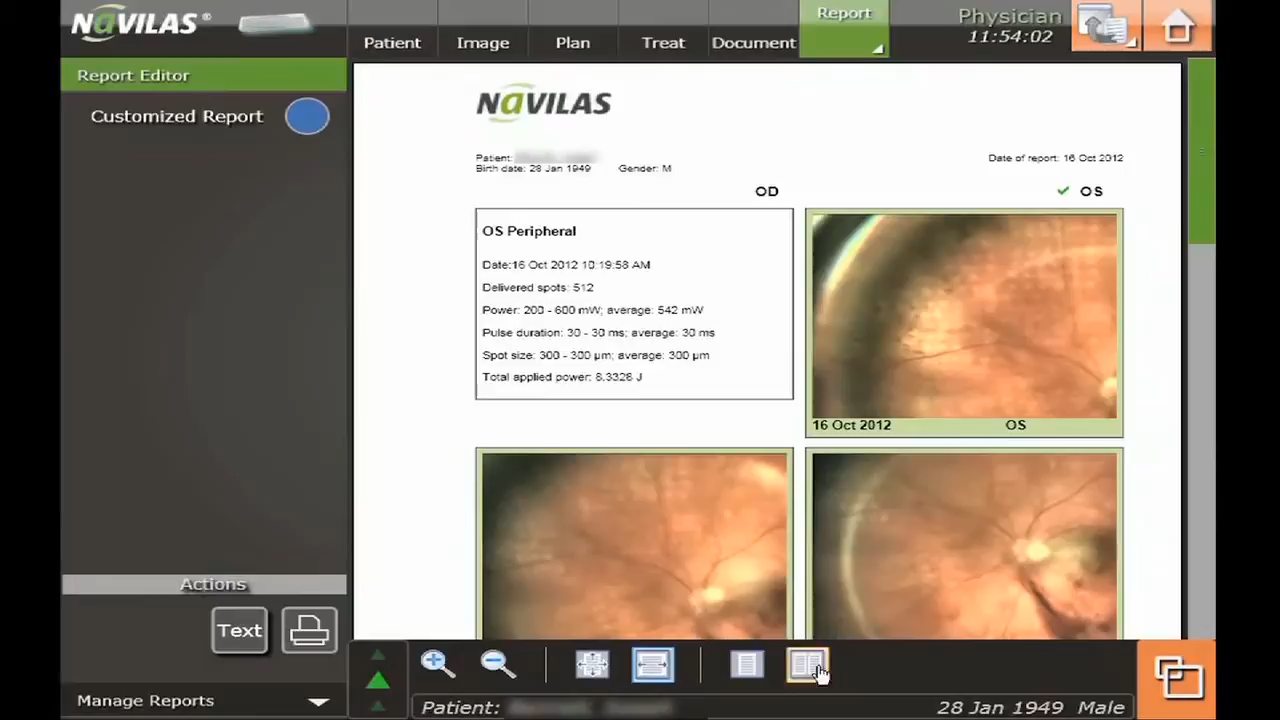 NAVILAS®
Patient
Image
Plan
Treat
Document
Report
Physician
11:54:02
Report Editor
Customized Report
NAVILAS
Patient:
Date of report: 16 Oct 2012
Birth date: 28 Jan 1949 Gender: M
OD
OS
OS Peripheral
Date:16 Oct 2012 10:19:58 AM
Delivered spots: 512
Power: 200 - 600 mW; average: 542 mW
Pulse duration: 30 - 30 ms; average: 30 ms
Spot size: 300 - 300 µm; average: 300 µm
Total applied power: 8.3328 J
16 Oct 2012 OS
Actions
Text
Manage Reports
Patient:
28 Jan 1949 Male